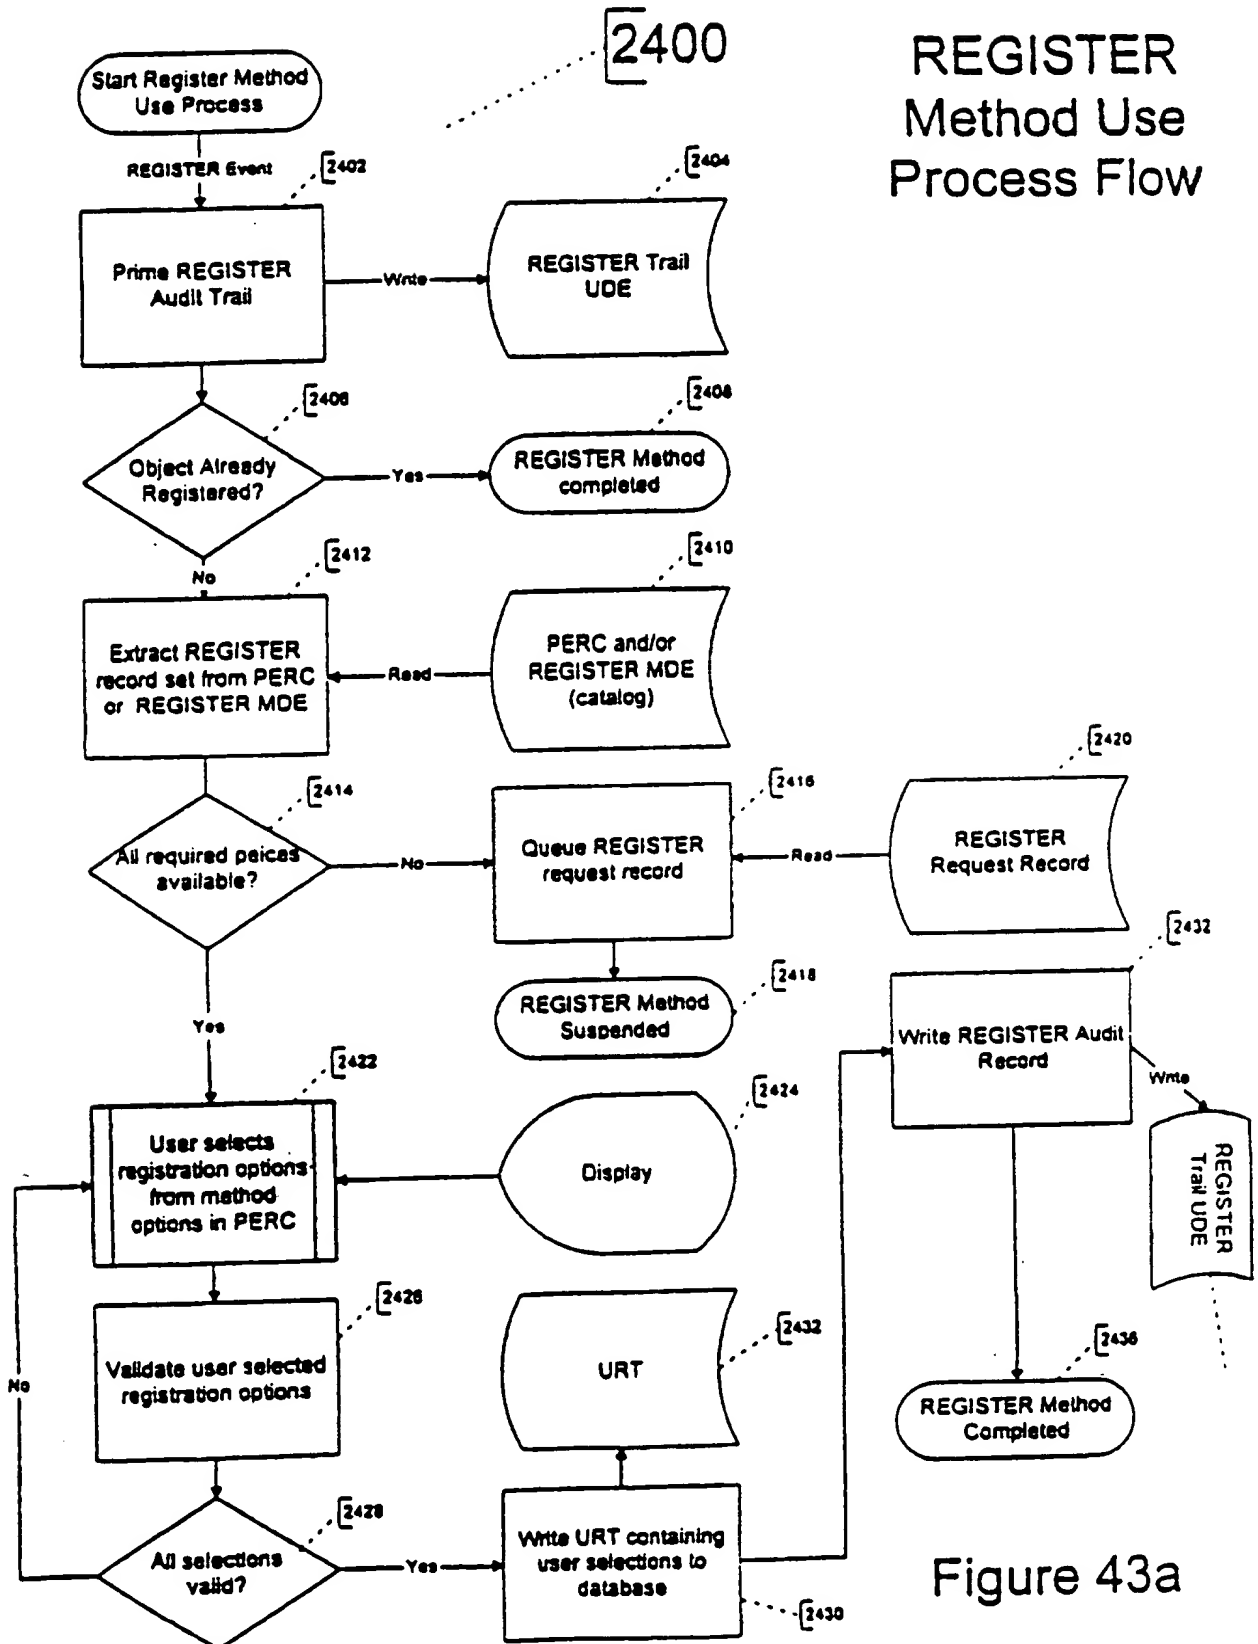 2400
REGISTER
Method Use
Process Flow
Start Register Method
Use Process
REGISTER Event
2402
2404
Prime REGISTER
Audit Trail
Write
REGISTER Trail
UDE
2406
2408
Object Already
Registered?
Yes
REGISTER Method
completed
No
2412
2410
Extract REGISTER
record set from PERC
or REGISTER MDE
Read
PERC and/or
REGISTER MDE
(catalog)
2420
2414
2416
All required peices
available?
No
Queue REGISTER
request record
Read
REGISTER
Request Record
2432
2418
REGISTER Method
Suspended
Yes
Write REGISTER Audit
Record
Write
REGISTER
Trail UDE
2422
2424
User selects
registration options
from method
options in PERC
Display
2426
Validate user selected
registration options
No
URT
2432
2436
REGISTER Method
Completed
2428
All selections
valid?
Yes
Write URT containing
user selections to
database
2430
Figure 43a